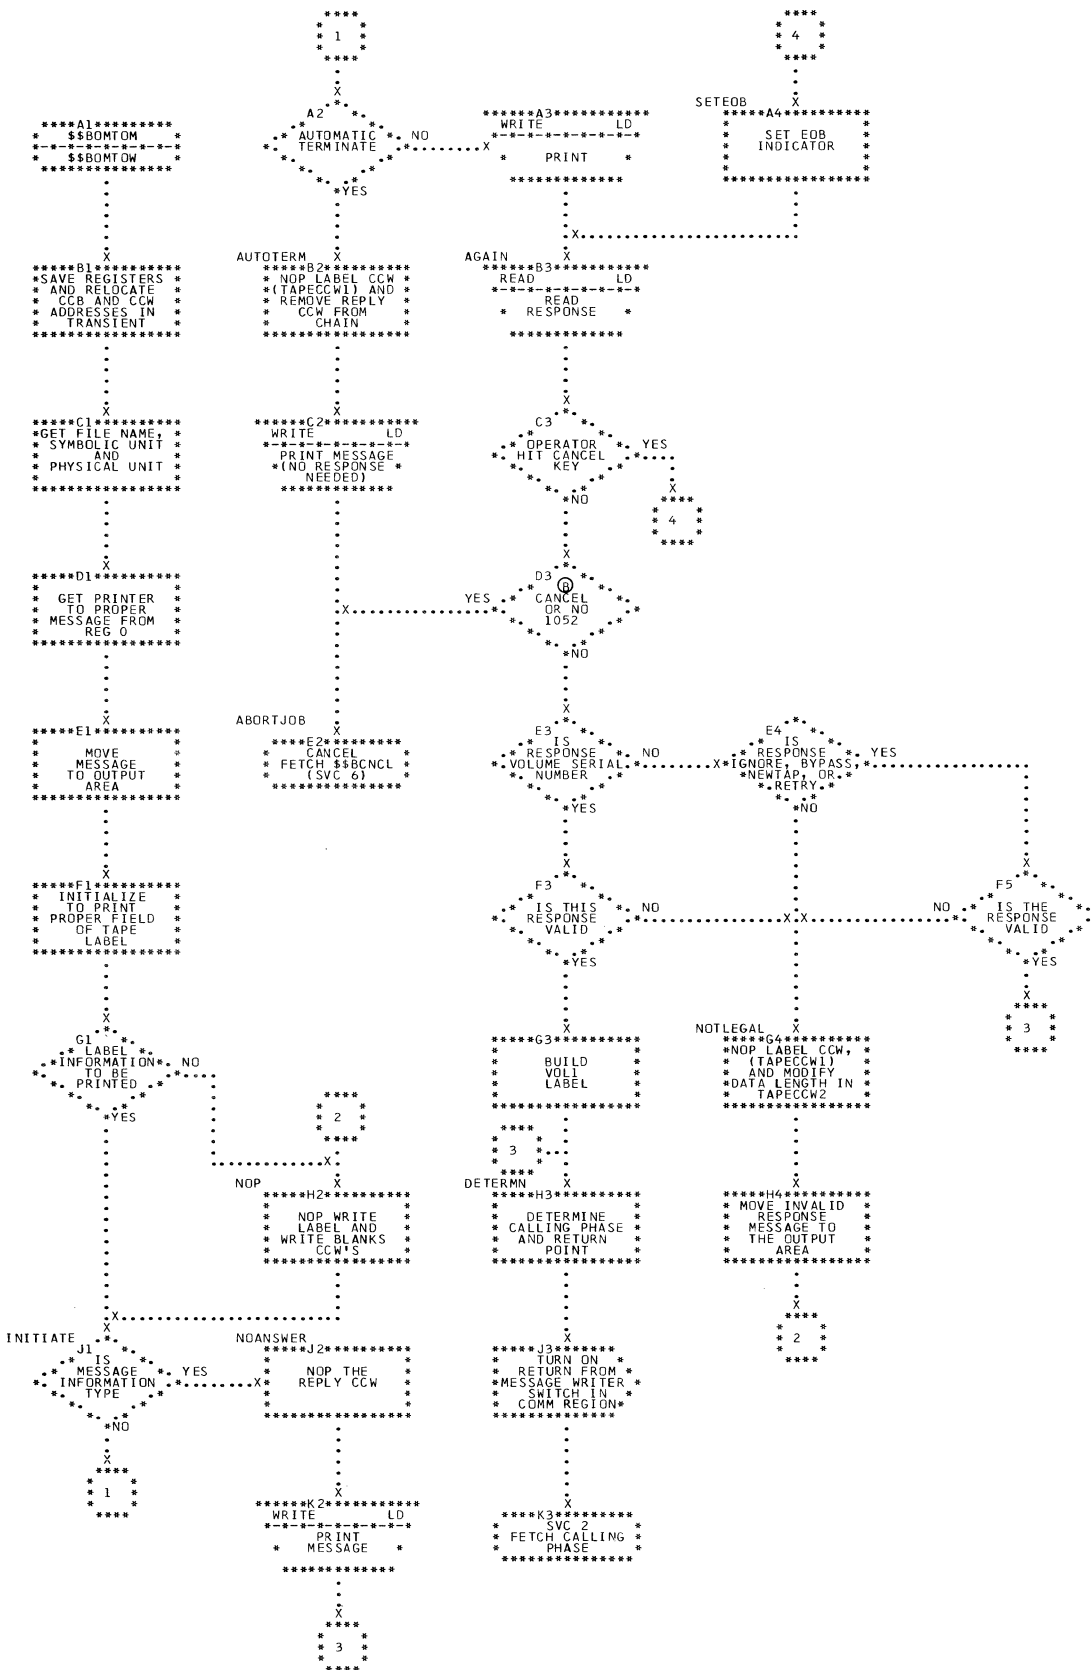 1
A2
AUTOMATIC
TERMINATE
NO
YES
4
A1
$$BOMTOM
$$BOMTOW
A3
WRITE LD
PRINT
SETEOB
A4
SET EOB
INDICATOR
B1
SAVE REGISTERS
AND RELOCATE
CCB AND CCW
ADDRESSES IN
TRANSIENT
AUTOTERM
B2
NOP LABEL CCW
(TAPECCW1) AND
REMOVE REPLY
CCW FROM
CHAIN
AGAIN
B3
READ LD
READ
RESPONSE
C1
GET FILE NAME,
SYMBOLIC UNIT
AND
PHYSICAL UNIT
C2
WRITE LD
PRINT MESSAGE
(NO RESPONSE
NEEDED)
C3
OPERATOR
HIT CANCEL
KEY
YES
NO
4
D1
GET PRINTER
TO PROPER
MESSAGE FROM
REG 0
D3
B
CANCEL
OR NO
1052
YES
NO
E1
MOVE
MESSAGE
TO OUTPUT
AREA
ABORTJOB
E2
CANCEL
FETCH $$BCNCL
(SVC 6)
E3
IS
RESPONSE
VOLUME SERIAL
NUMBER
NO
YES
E4
IS
RESPONSE
IGNORE, BYPASS,
NEWTAP, OR
RETRY
YES
NO
F1
INITIALIZE
TO PRINT
PROPER FIELD
OF TAPE
LABEL
F3
IS THIS
RESPONSE
VALID
NO
YES
F5
IS THE
RESPONSE
VALID
NO
YES
3
G1
LABEL
INFORMATION
TO BE
PRINTED
NO
YES
2
G3
BUILD
VOL1
LABEL
NOTLEGAL
G4
NOP LABEL CCW,
(TAPECCW1)
AND MODIFY
DATA LENGTH IN
TAPECCW2
3
NOP
H2
NOP WRITE
LABEL AND
WRITE BLANKS
CCW'S
DETERMN
H3
DETERMINE
CALLING PHASE
AND RETURN
POINT
H4
MOVE INVALID
RESPONSE
MESSAGE TO
THE OUTPUT
AREA
2
INITIATE
J1
IS
MESSAGE
INFORMATION
TYPE
YES
NO
1
NOANSWER
J2
NOP THE
REPLY CCW
J3
TURN ON
RETURN FROM
MESSAGE WRITER
SWITCH IN
COMM REGION
K2
WRITE LD
PRINT
MESSAGE
3
K3
SVC 2
FETCH CALLING
PHASE